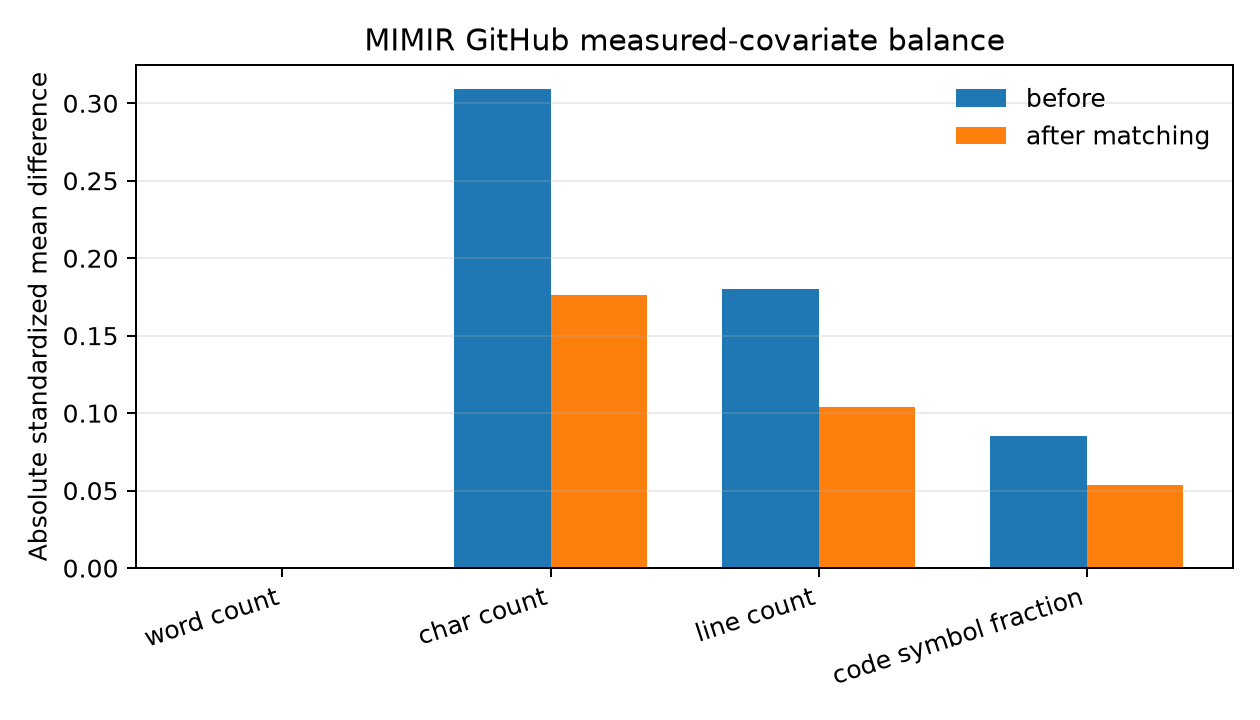 MIMIR GitHub measured-covariate balance
Absolute standardized mean difference
0.30
0.25
0.20
0.15
0.10
0.05
0.00
before
after matching
word count
char count
line count
code symbol fraction